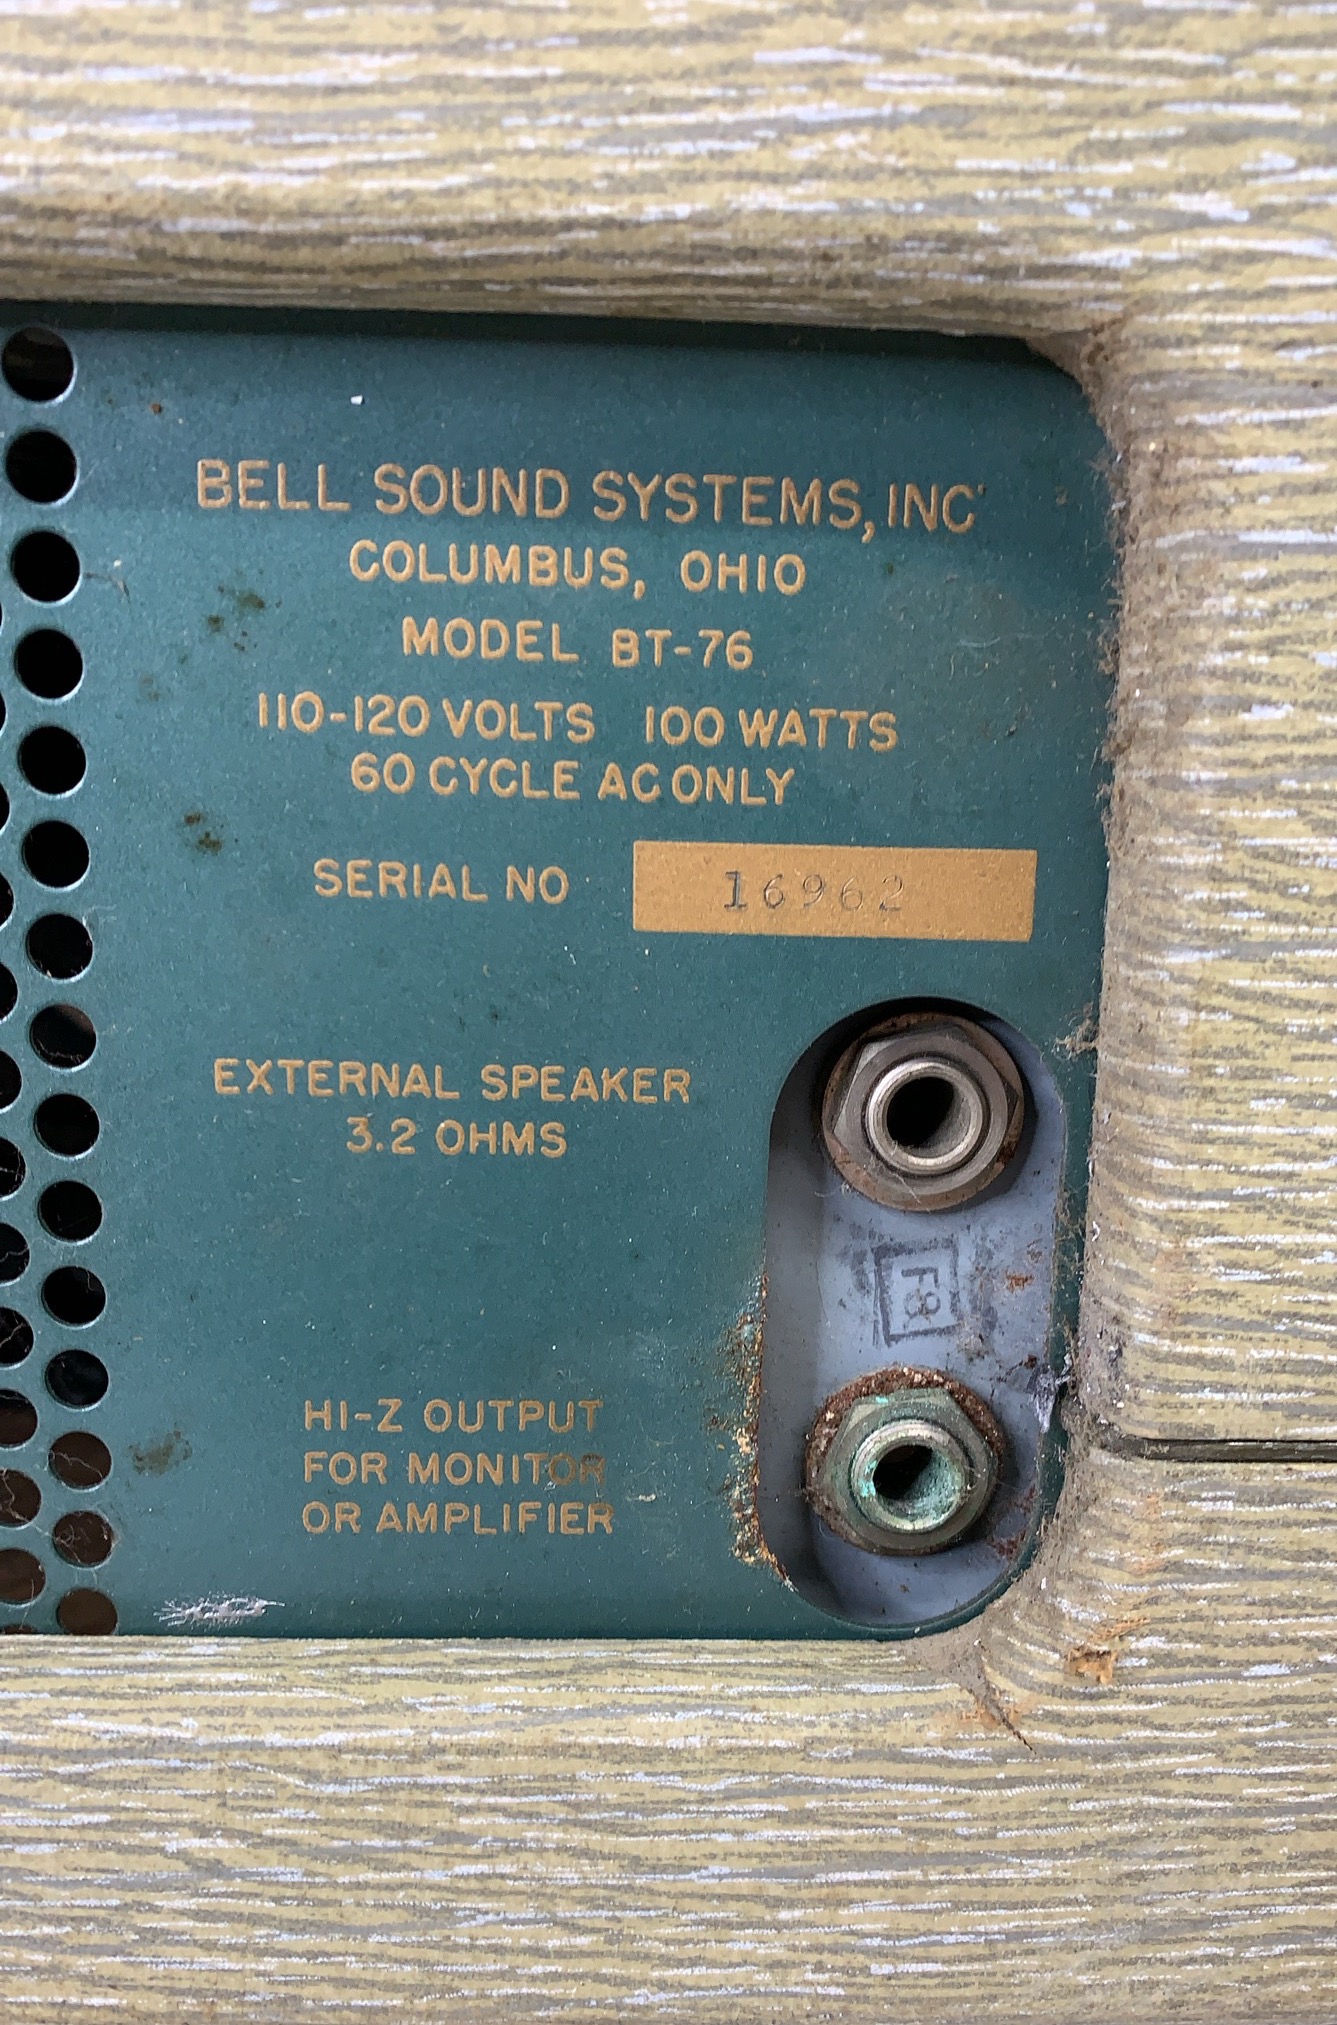 BELL SOUND SYSTEMS, INC
COLUMBUS, OHIO
MODEL BT-76
110-120 VOLTS 100 WATTS
60 CYCLE AC ONLY
SERIAL NO 16962
EXTERNAL SPEAKER
3.2 OHMS
F8
HI-Z OUTPUT
FOR MONITOR
OR AMPLIFIER